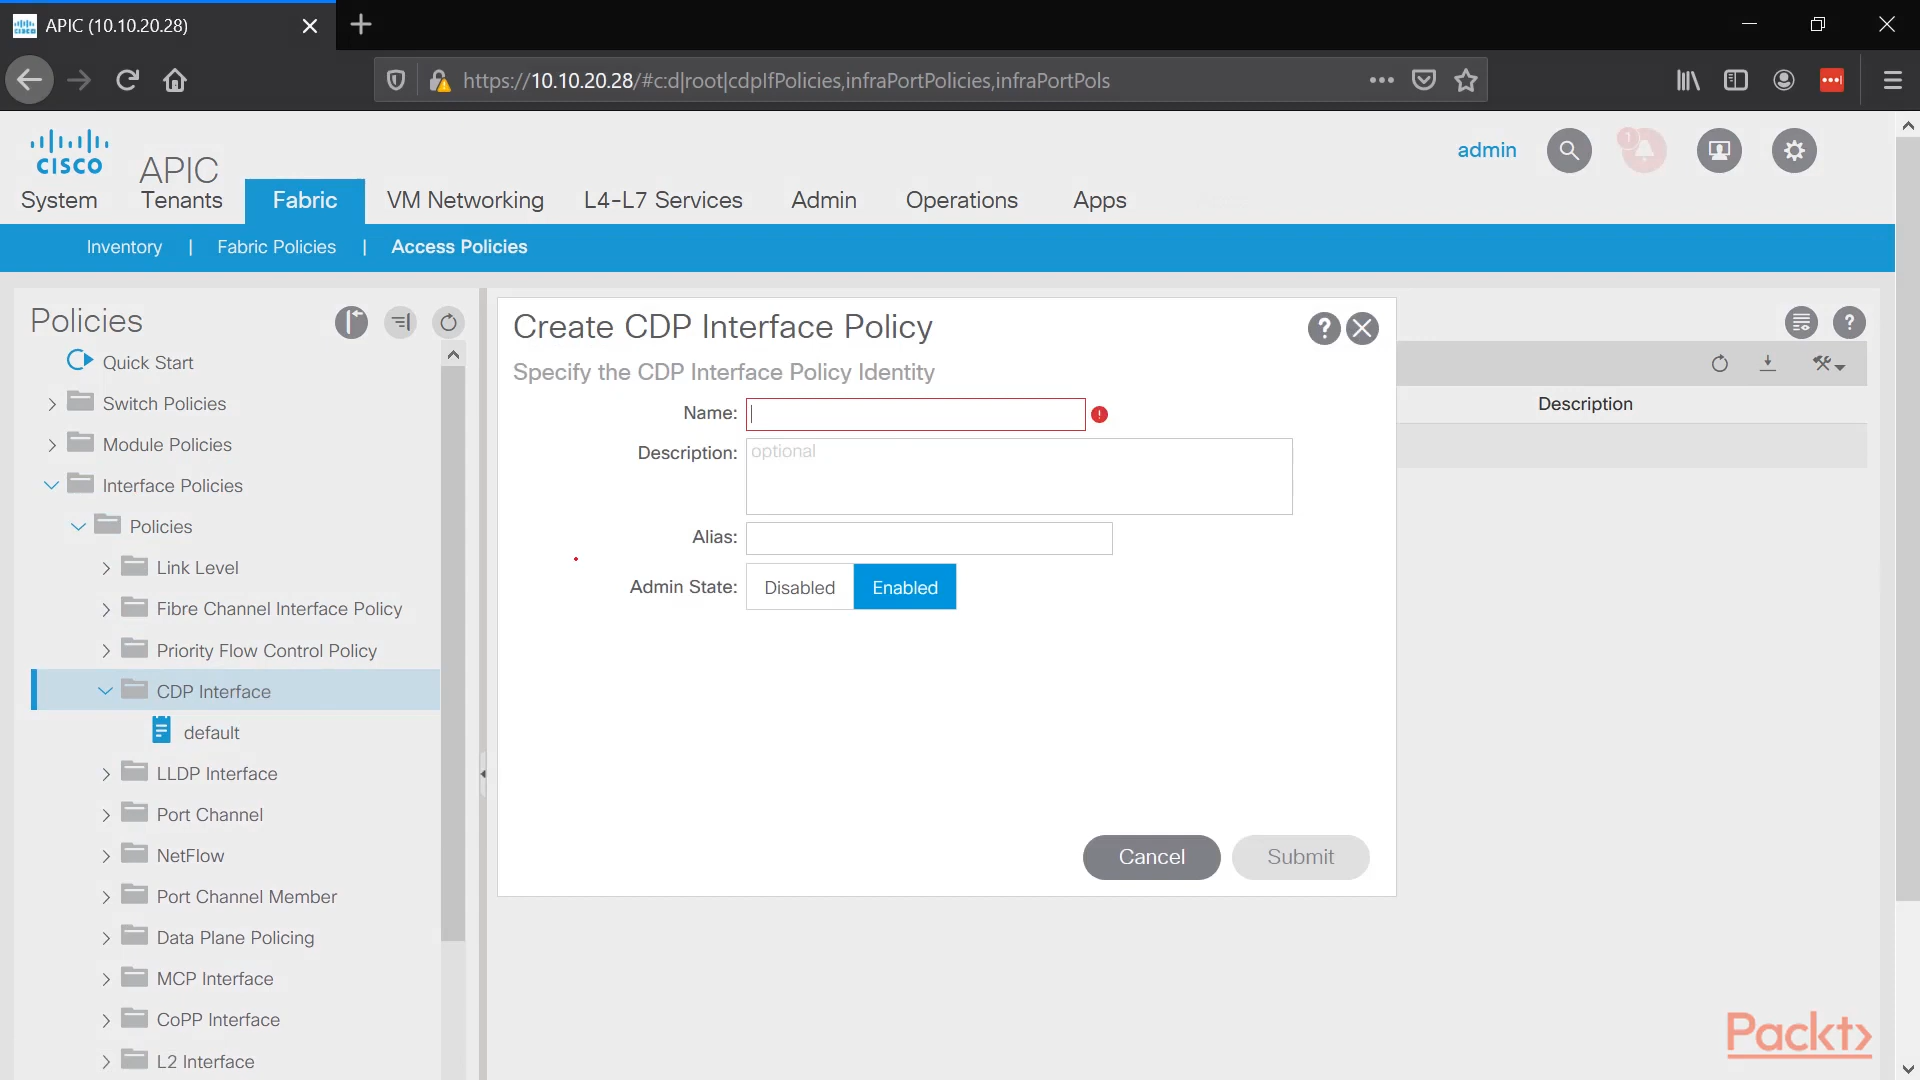 APIC (10.10.20.28)
https://10.10.20.28/#c:d|root|cdpIfPolicies,infraPortPolicies,infraPortPols
CISCO
APIC
admin
1
System
Tenants
Fabric
VM Networking
L4-L7 Services
Admin
Operations
Apps
Inventory | Fabric Policies | Access Policies
Policies
Quick Start
Switch Policies
Module Policies
Interface Policies
Policies
Link Level
Fibre Channel Interface Policy
Priority Flow Control Policy
CDP Interface
default
LLDP Interface
Port Channel
NetFlow
Port Channel Member
Data Plane Policing
MCP Interface
CoPP Interface
L2 Interface
Create CDP Interface Policy
Specify the CDP Interface Policy Identity
Name:
Description: optional
Alias:
Admin State: Disabled Enabled
Cancel
Submit
Description
Packt>